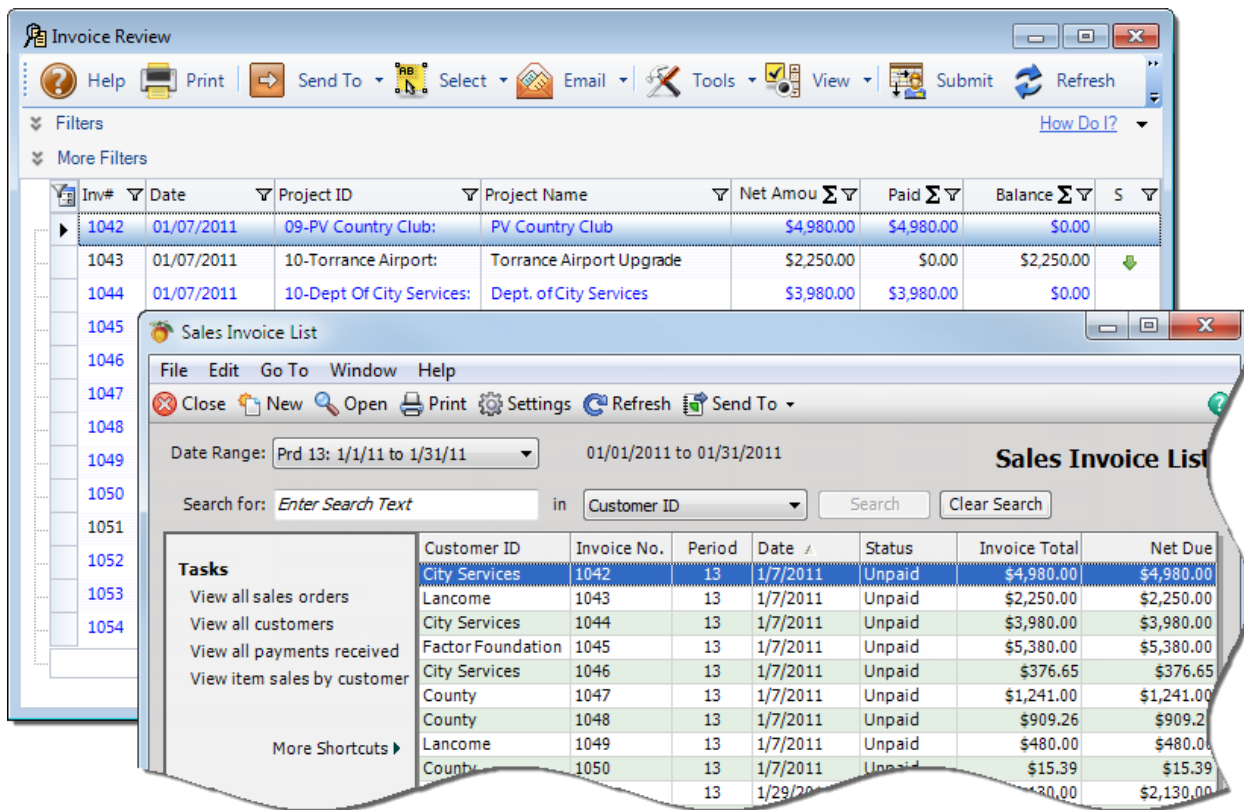 Invoice Review
Help Print Send To Select Email Tools View Submit Refresh
Filters How Do I?
More Filters
Inv# Date Project ID Project Name Net Amou Σ Paid Σ Balance Σ S
1042 01/07/2011 09-PV Country Club: PV Country Club $4,980.00 $4,980.00 $0.00
1043 01/07/2011 10-Torrance Airport: Torrance Airport Upgrade $2,250.00 $0.00 $2,250.00
1044 01/07/2011 10-Dept Of City Services: Dept. of City Services $3,980.00 $3,980.00 $0.00
1045
1046
1047
1048
1049
1050
1051
1052
1053
1054
Sales Invoice List
File Edit Go To Window Help
Close New Open Print Settings Refresh Send To
Date Range: Prd 13: 1/1/11 to 1/31/11 01/01/2011 to 01/31/2011 Sales Invoice List
Search for: Enter Search Text in Customer ID Search Clear Search
Tasks
View all sales orders
View all customers
View all payments received
View item sales by customer
More Shortcuts
Customer ID Invoice No. Period Date Status Invoice Total Net Due
City Services 1042 13 1/7/2011 Unpaid $4,980.00 $4,980.00
Lancome 1043 13 1/7/2011 Unpaid $2,250.00 $2,250.00
City Services 1044 13 1/7/2011 Unpaid $3,980.00 $3,980.00
Factor Foundation 1045 13 1/7/2011 Unpaid $5,380.00 $5,380.00
City Services 1046 13 1/7/2011 Unpaid $376.65 $376.65
County 1047 13 1/7/2011 Unpaid $1,241.00 $1,241.00
County 1048 13 1/7/2011 Unpaid $909.26 $909.2
Lancome 1049 13 1/7/2011 Unpaid $480.00 $480.0
County 1050 13 1/7/2011 Unpaid $15.39 $15.39
13 $2,130.00